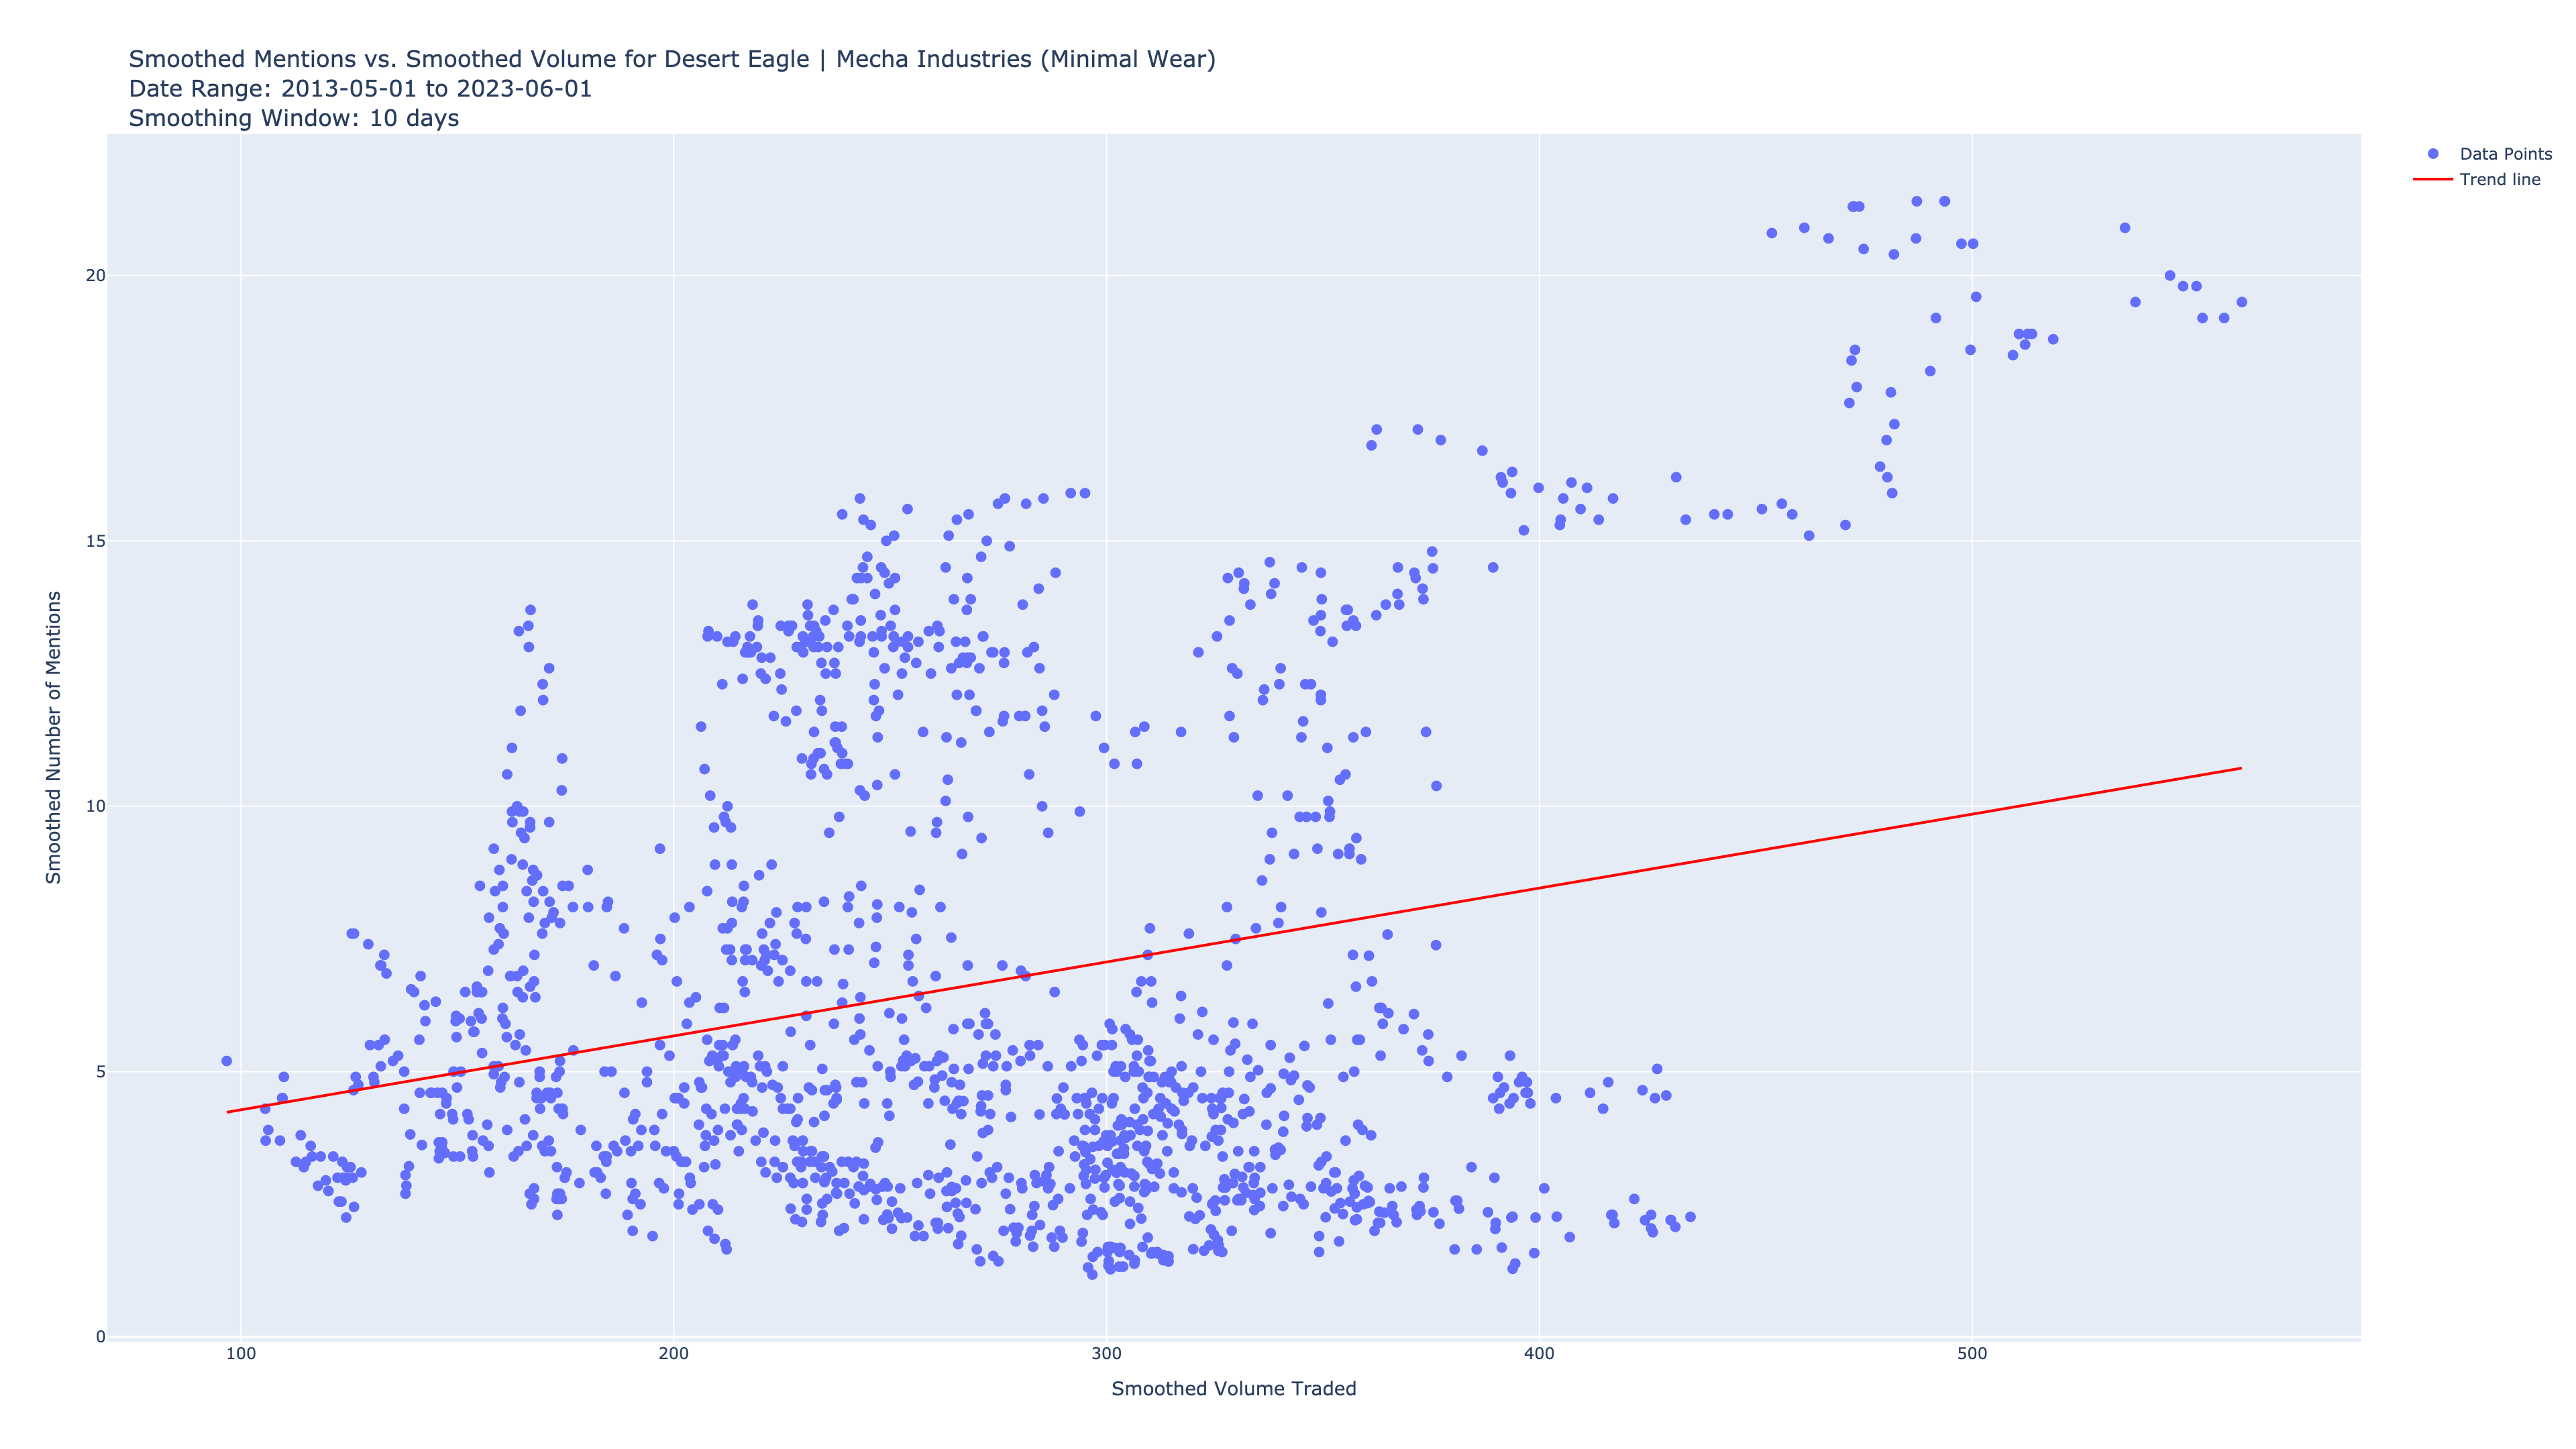 Smoothed Mentions vs. Smoothed Volume for Desert Eagle | Mecha Industries (Minimal Wear)
Date Range: 2013-05-01 to 2023-06-01
Smoothing Window: 10 days
Data Points
Trend line
Smoothed Number of Mentions
20
15
10
5
0
100 200 300 400 500
Smoothed Volume Traded